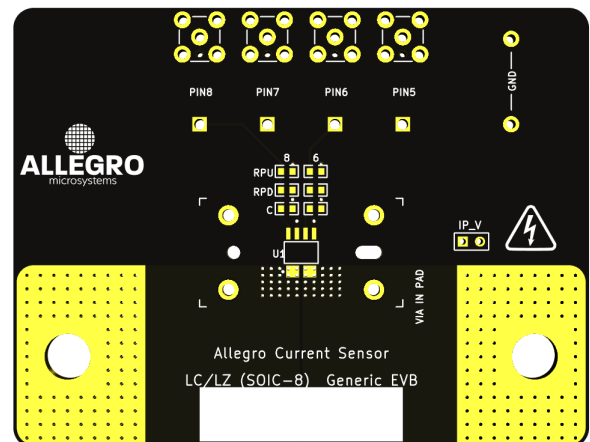 PIN8 PIN7 PIN6 PIN5
GND
ALLEGRO
microsystems
8 6
RPU
RPD
C
U1
IP_V
VIA IN PAD
Allegro Current Sensor
LC/LZ (SOIC-8) Generic EVB